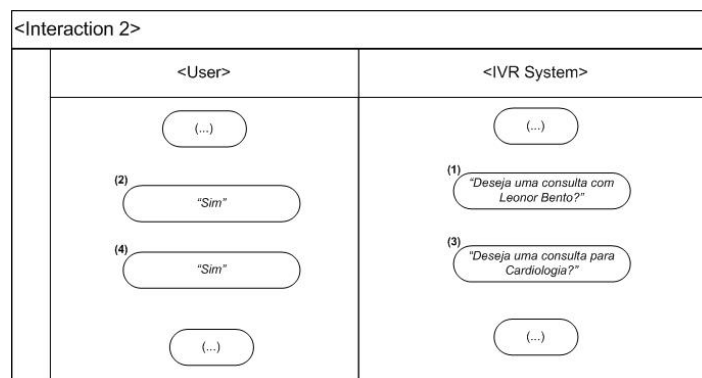 <Interaction 2>
<User>
<IVR System>
(...)
(...)
(1)
“Deseja uma consulta com
Leonor Bento?”
(2)
“Sim”
(3)
“Deseja uma consulta para
Cardiologia?”
(4)
“Sim”
(...)
(...)